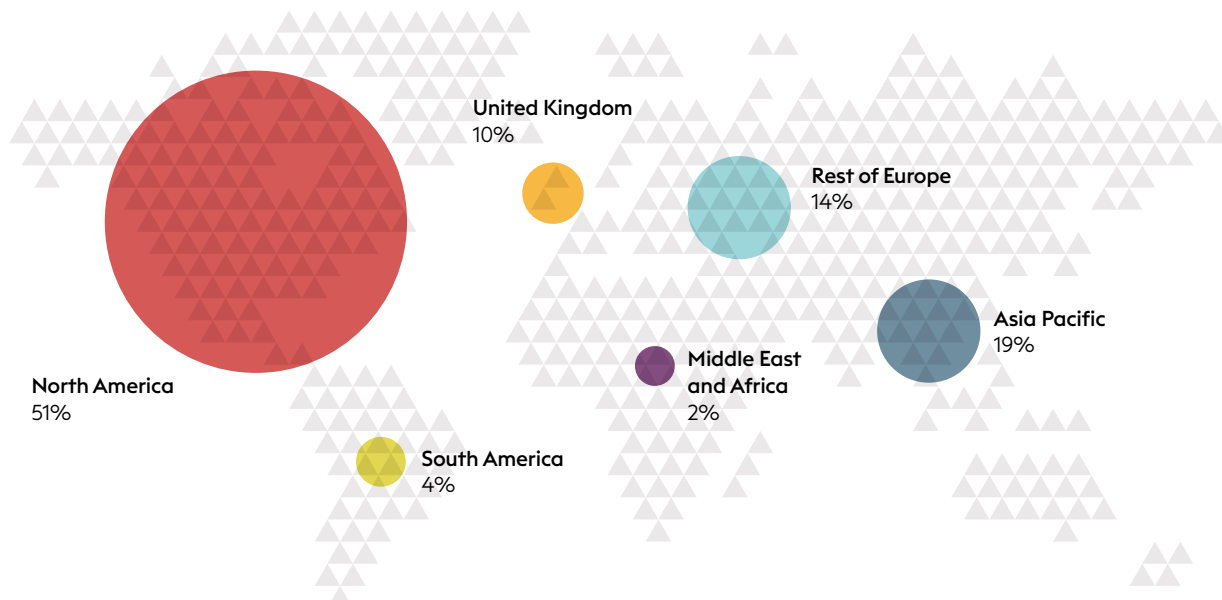 United Kingdom
10%
Rest of Europe
14%
Asia Pacific
19%
Middle East
and Africa
2%
North America
51%
South America
4%